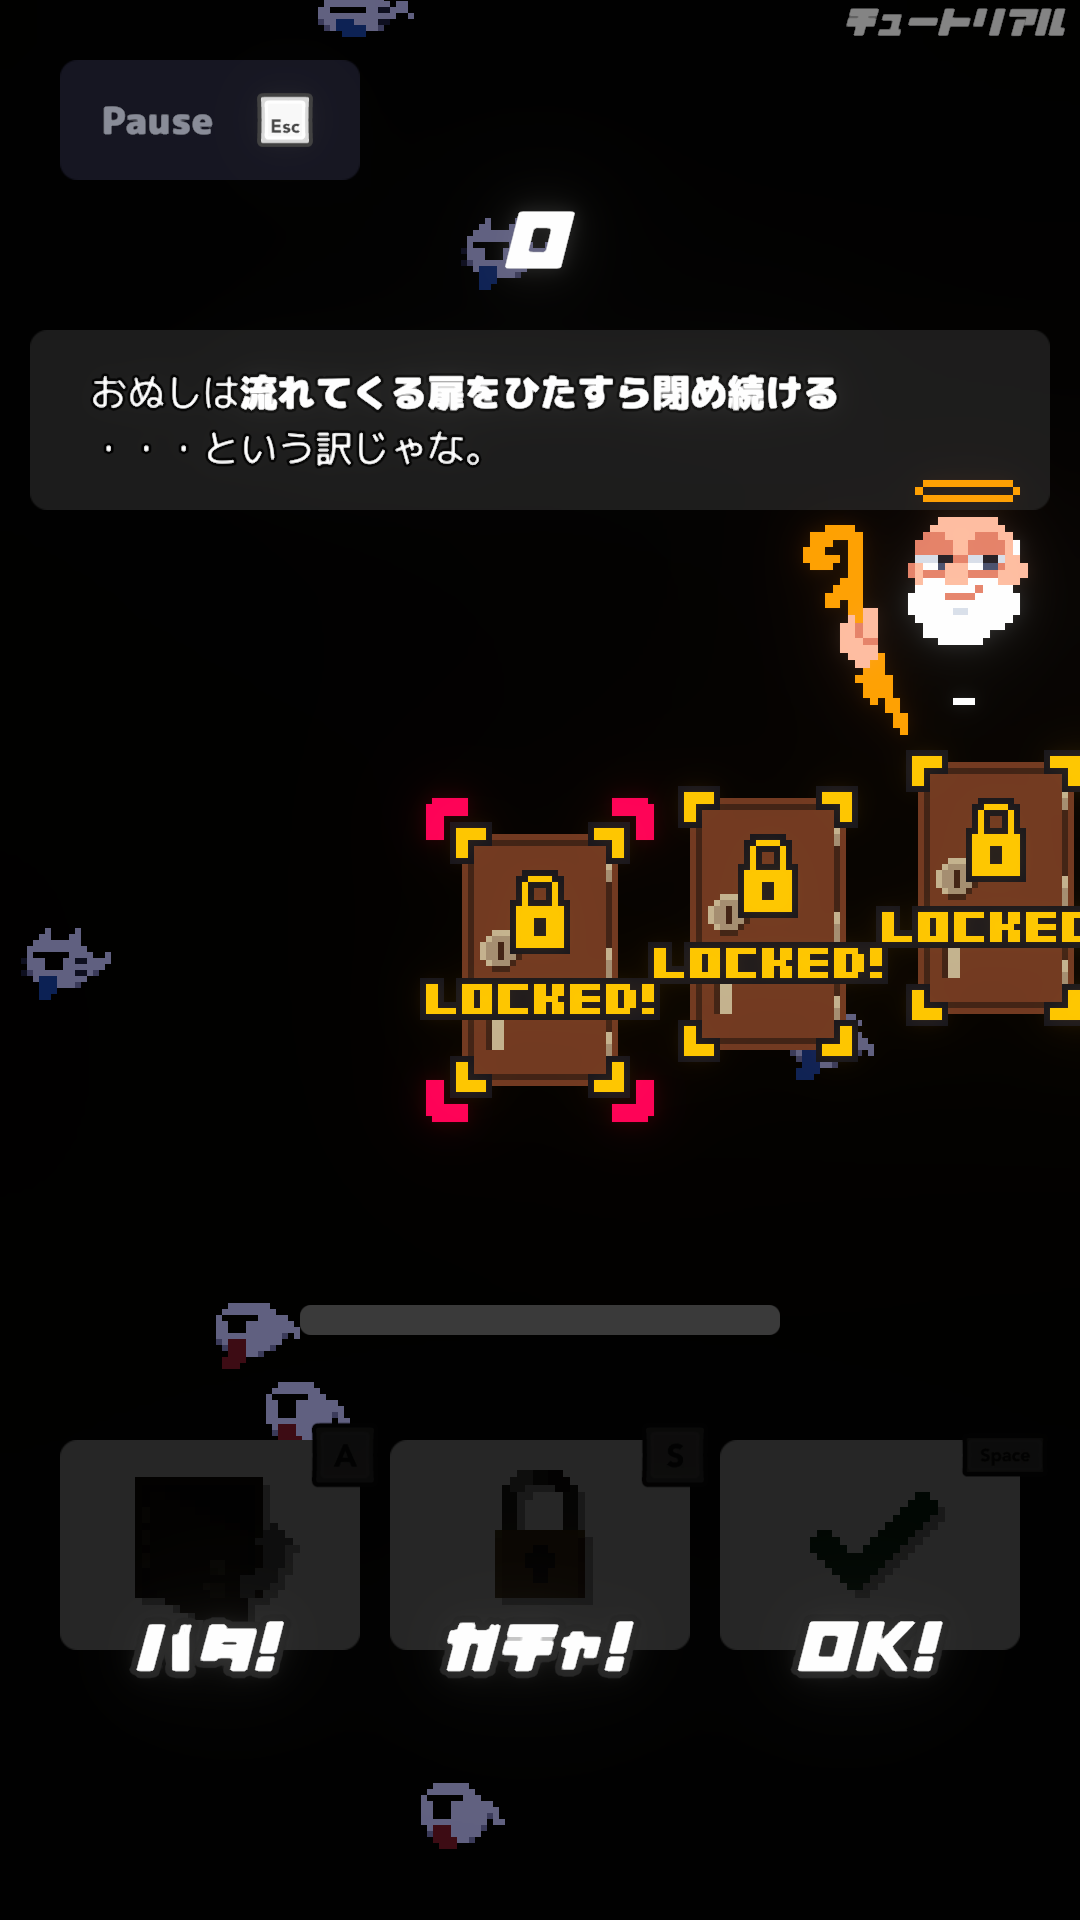 チュートリアル
Pause Esc
0
おぬしは流れてくる扉をひたすら閉め続ける
・・・という訳じゃな。
LOCKED
LOCKED!
LOCKED!
A S Space
バタ! ガチャ! OK!